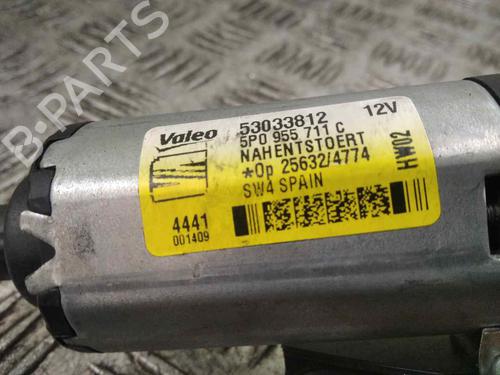 Valeo
53033812 12V
5P0 955 711 C
NAHENTSTOERT
*Op 25632/4774
SW4 SPAIN
HW02
4441
001409
B-PARTS